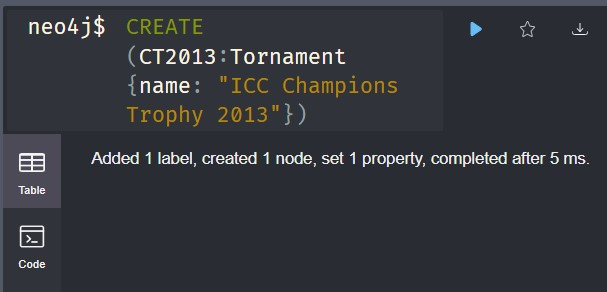 neo4j$ CREATE
(CT2013:Tornament
{name: "ICC Champions
Trophy 2013"})
Added 1 label, created 1 node, set 1 property, completed after 5 ms.
Table
Code